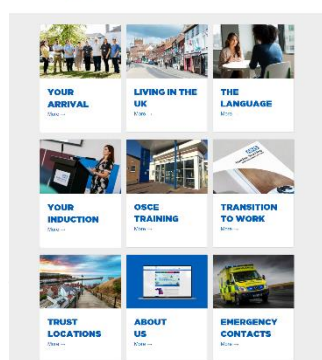 YOUR
ARRIVAL
More →
LIVING IN THE
UK
More →
THE
LANGUAGE
More
YOUR
INDUCTION
More →
OSCE
TRAINING
More →
TRANSITION
TO WORK
More →
TRUST
LOCATIONS
More →
ABOUT
US
More →
EMERGENCY
CONTACTS
More →